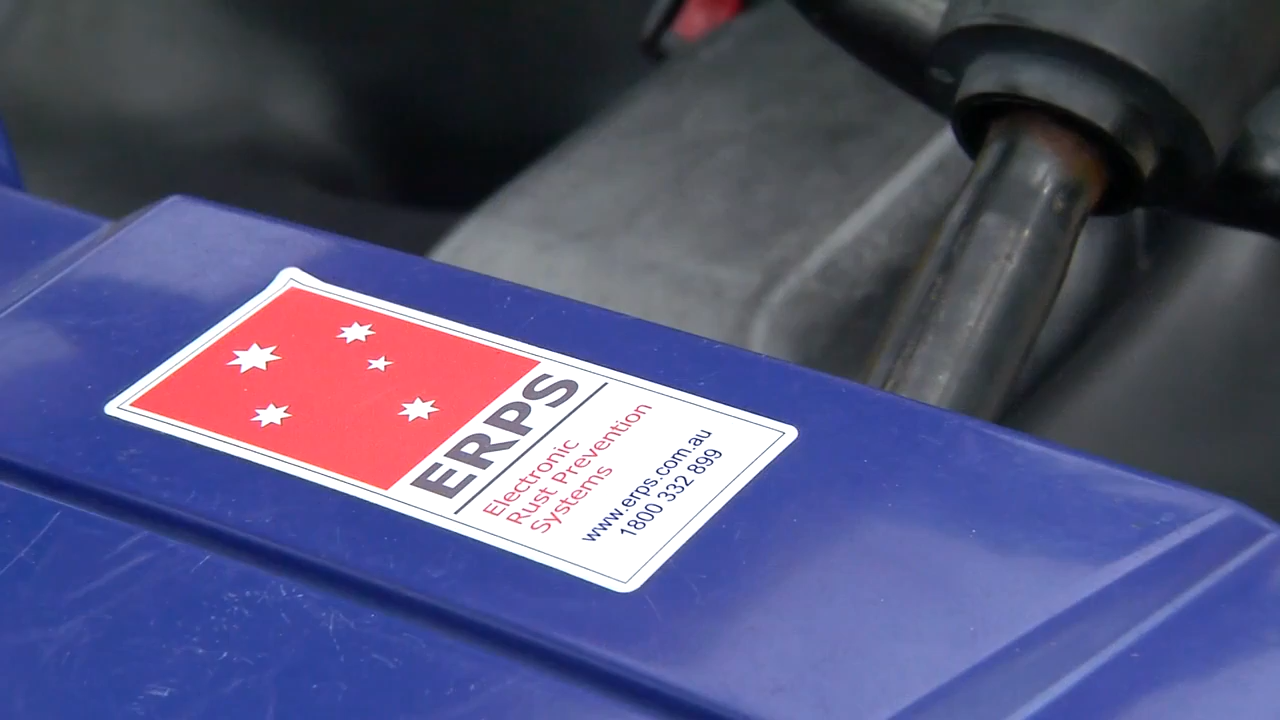 ERPS
Electronic
Rust Prevention
Systems
www.erps.com.au
1800 332 899